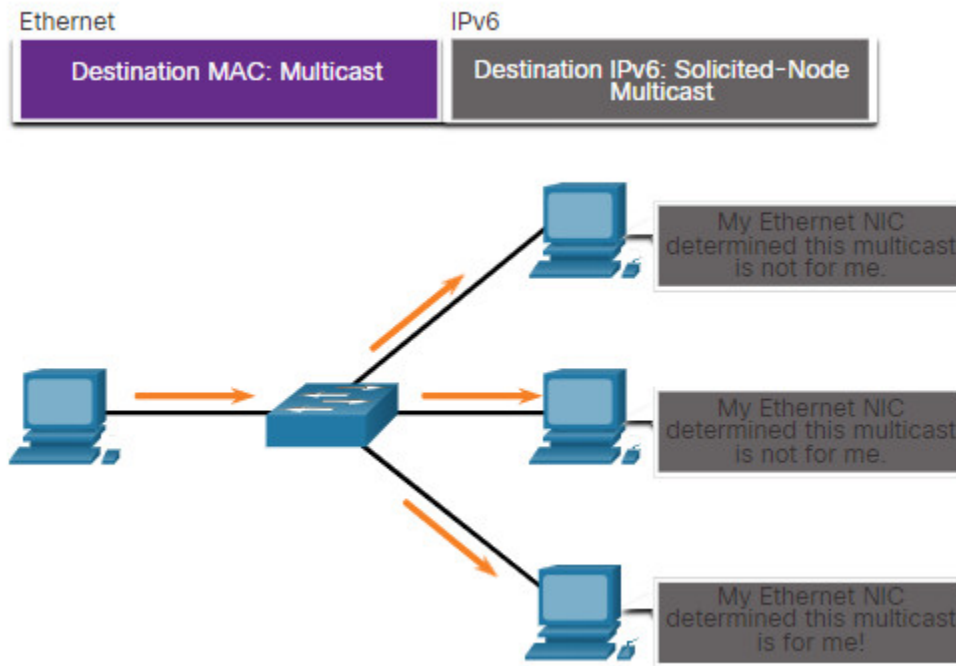 Ethernet
IPv6
Destination MAC: Multicast
Destination IPv6: Solicited-Node
Multicast
My Ethernet NIC
determined this multicast
is not for me.
My Ethernet NIC
determined this multicast
is not for me.
My Ethernet NIC
determined this multicast
is for me!